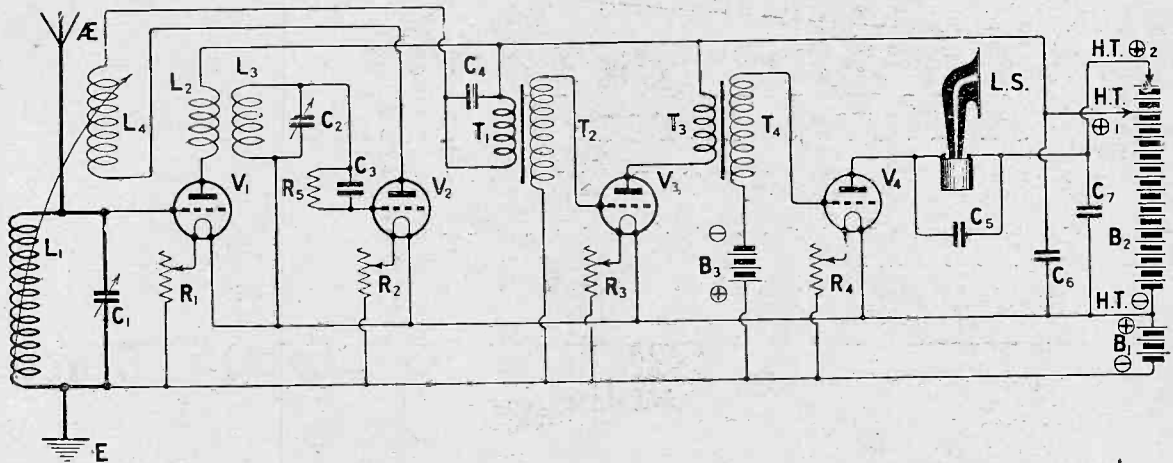 Æ
L₄
L₁
C₁
E
L₂
L₃
C₂
V₁
R₁
R₅
C₃
V₂
R₂
C₄
T₁
T₂
V₃
R₃
T₃
T₄
⊖
B₃
⊕
V₄
R₄
L.S.
C₅
C₆
C₇
H.T. ⊕2
H.T.
⊕1
B₂
H.T. ⊖
⊕
B₁
⊖